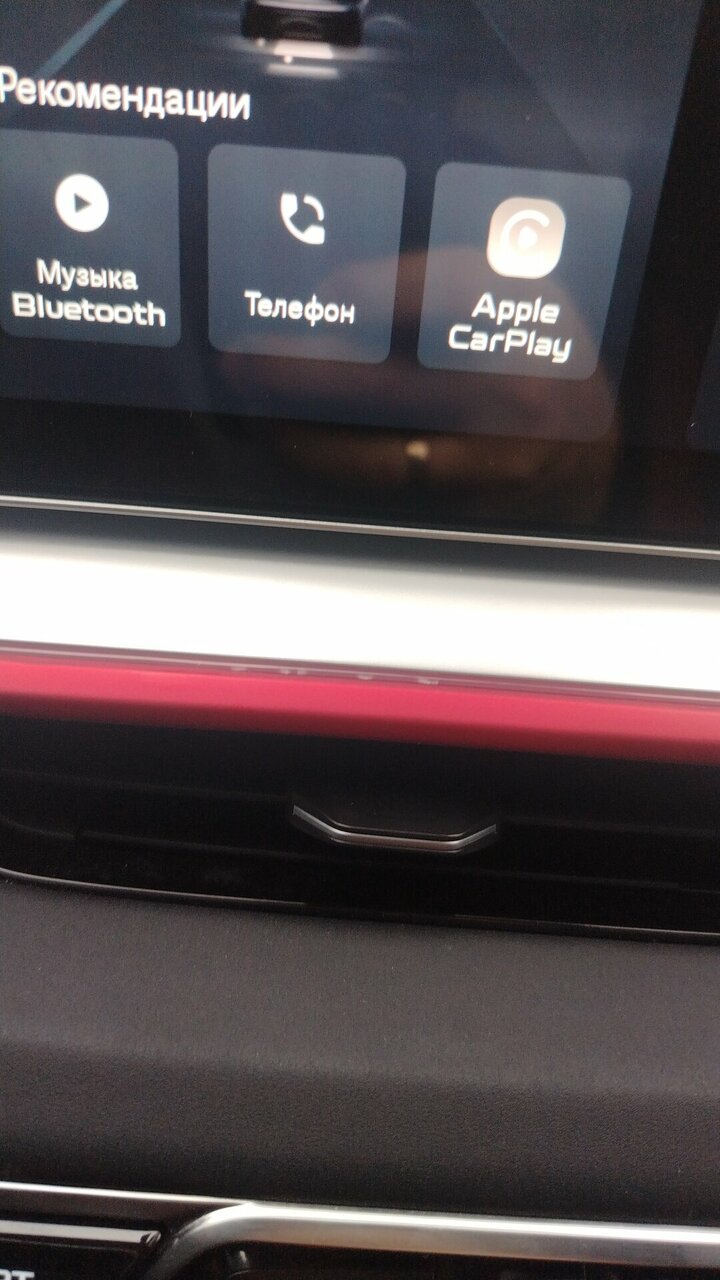 Рекомендации
Музыка
Bluetooth
Телефон
Apple
CarPlay